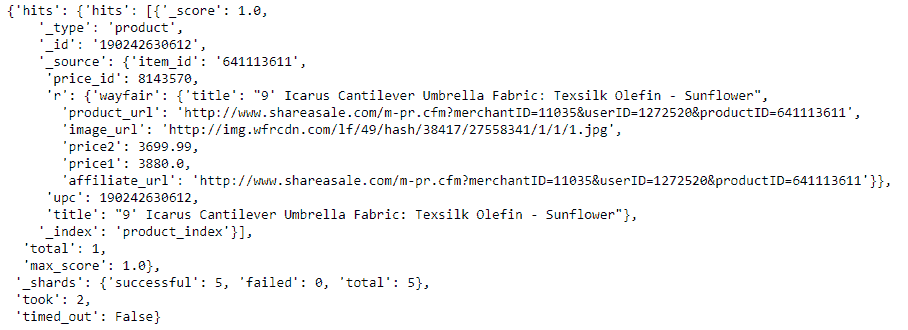 {'hits': {'hits': [{'_score': 1.0,
'_type': 'product',
'_id': '190242630612',
'_source': {'item_id': '641113611',
'price_id': 8143570,
'r': {'wayfair': {'title': "9' Icarus Cantilever Umbrella Fabric: Texsilk Olefin - Sunflower",
'product_url': 'http://www.shareasale.com/m-pr.cfm?merchantID=11035&userID=1272520&productID=641113611',
'image_url': 'http://img.wfrcdn.com/lf/49/hash/38417/27558341/1/1/1.jpg',
'price2': 3699.99,
'price1': 3880.0,
'affiliate_url': 'http://www.shareasale.com/m-pr.cfm?merchantID=11035&userID=1272520&productID=641113611'}},
'upc': 190242630612,
'title': "9' Icarus Cantilever Umbrella Fabric: Texsilk Olefin - Sunflower"},
'_index': 'product_index'}],
'total': 1,
'max_score': 1.0},
'_shards': {'successful': 5, 'failed': 0, 'total': 5},
'took': 2,
'timed_out': False}